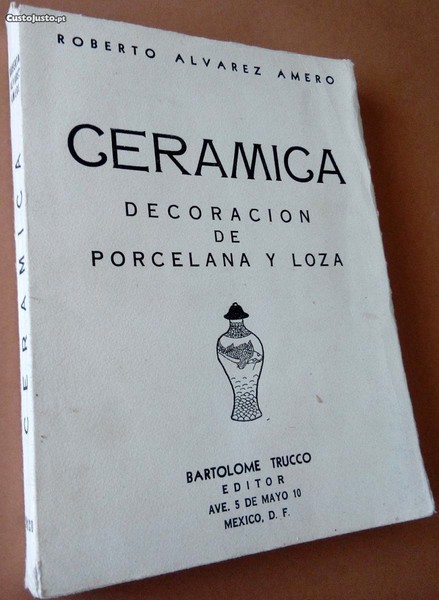 CustoJusto.pt
ROBERTO ALVAREZ AMERO
CERAMICA
DECORACION
DE
PORCELANA Y LOZA
BARTOLOME TRUCCO
EDITOR
AVE. 5 DE MAYO 10
MEXICO, D. F.
CERAMICA